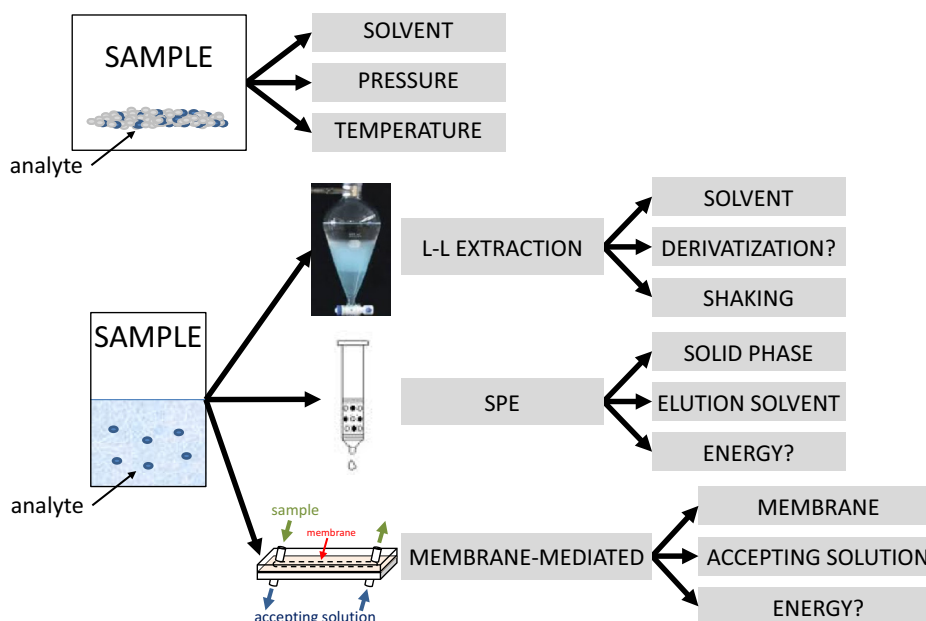 SAMPLE
analyte
SOLVENT
PRESSURE
TEMPERATURE
SAMPLE
analyte
L-L EXTRACTION
SOLVENT
DERIVATIZATION?
SHAKING
SPE
SOLID PHASE
ELUTION SOLVENT
ENERGY?
sample
membrane
accepting solution
MEMBRANE-MEDIATED
MEMBRANE
ACCEPTING SOLUTION
ENERGY?